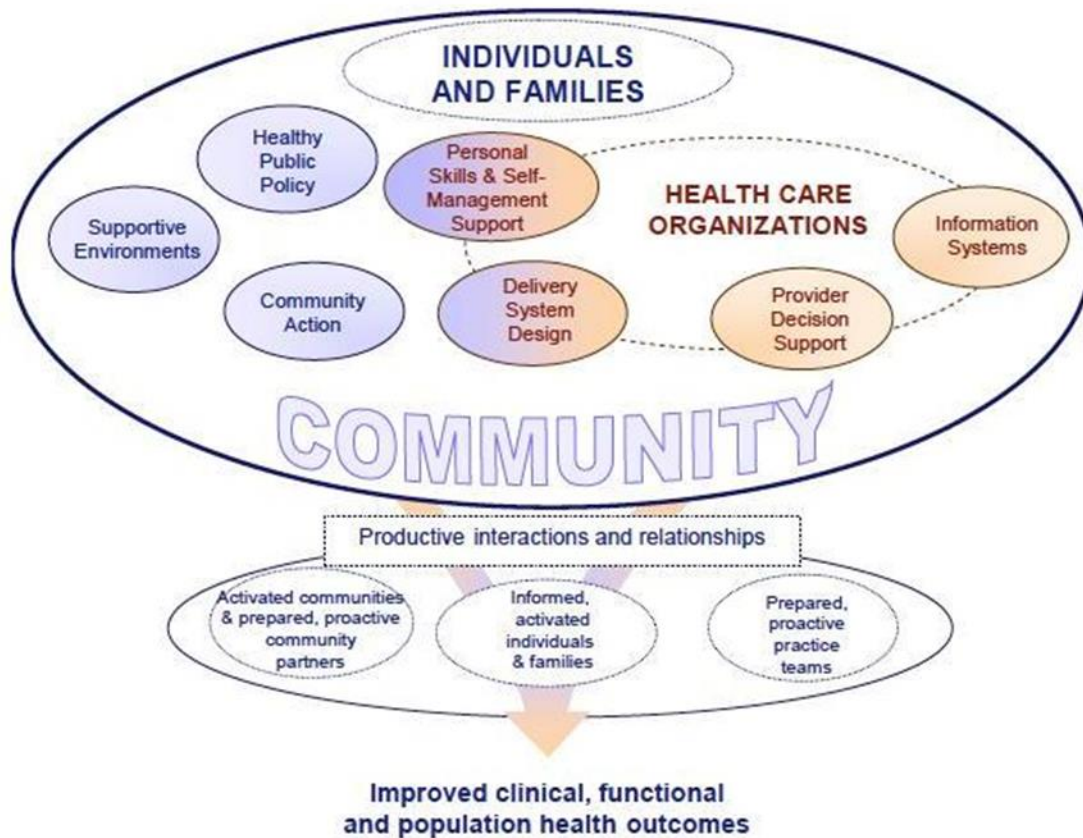 INDIVIDUALS
AND FAMILIES
Healthy
Public
Policy
Personal
Skills & Self-
Management
Support
HEALTH CARE
ORGANIZATIONS
Supportive
Environments
Information
Systems
Community
Action
Delivery
System
Design
Provider
Decision
Support
COMMUNITY
Productive interactions and relationships
Activated communities
& prepared, proactive
community
partners
Informed,
activated
individuals
& families
Prepared,
proactive
practice
teams
Improved clinical, functional
and population health outcomes